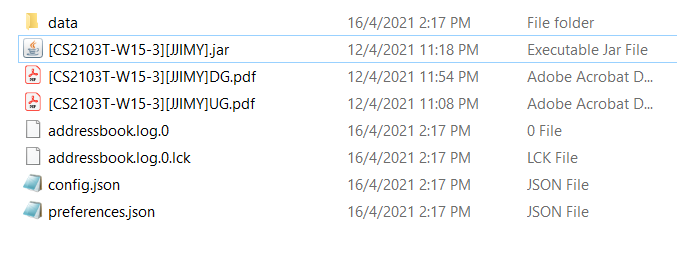 data 16/4/2021 2:17 PM File folder
[CS2103T-W15-3][JJIMY].jar 12/4/2021 11:18 PM Executable Jar File
[CS2103T-W15-3][JJIMY]DG.pdf 12/4/2021 11:54 PM Adobe Acrobat D...
[CS2103T-W15-3][JJIMY]UG.pdf 12/4/2021 11:08 PM Adobe Acrobat D...
addressbook.log.0 16/4/2021 2:17 PM 0 File
addressbook.log.0.lck 16/4/2021 2:17 PM LCK File
config.json 16/4/2021 2:17 PM JSON File
preferences.json 16/4/2021 2:17 PM JSON File